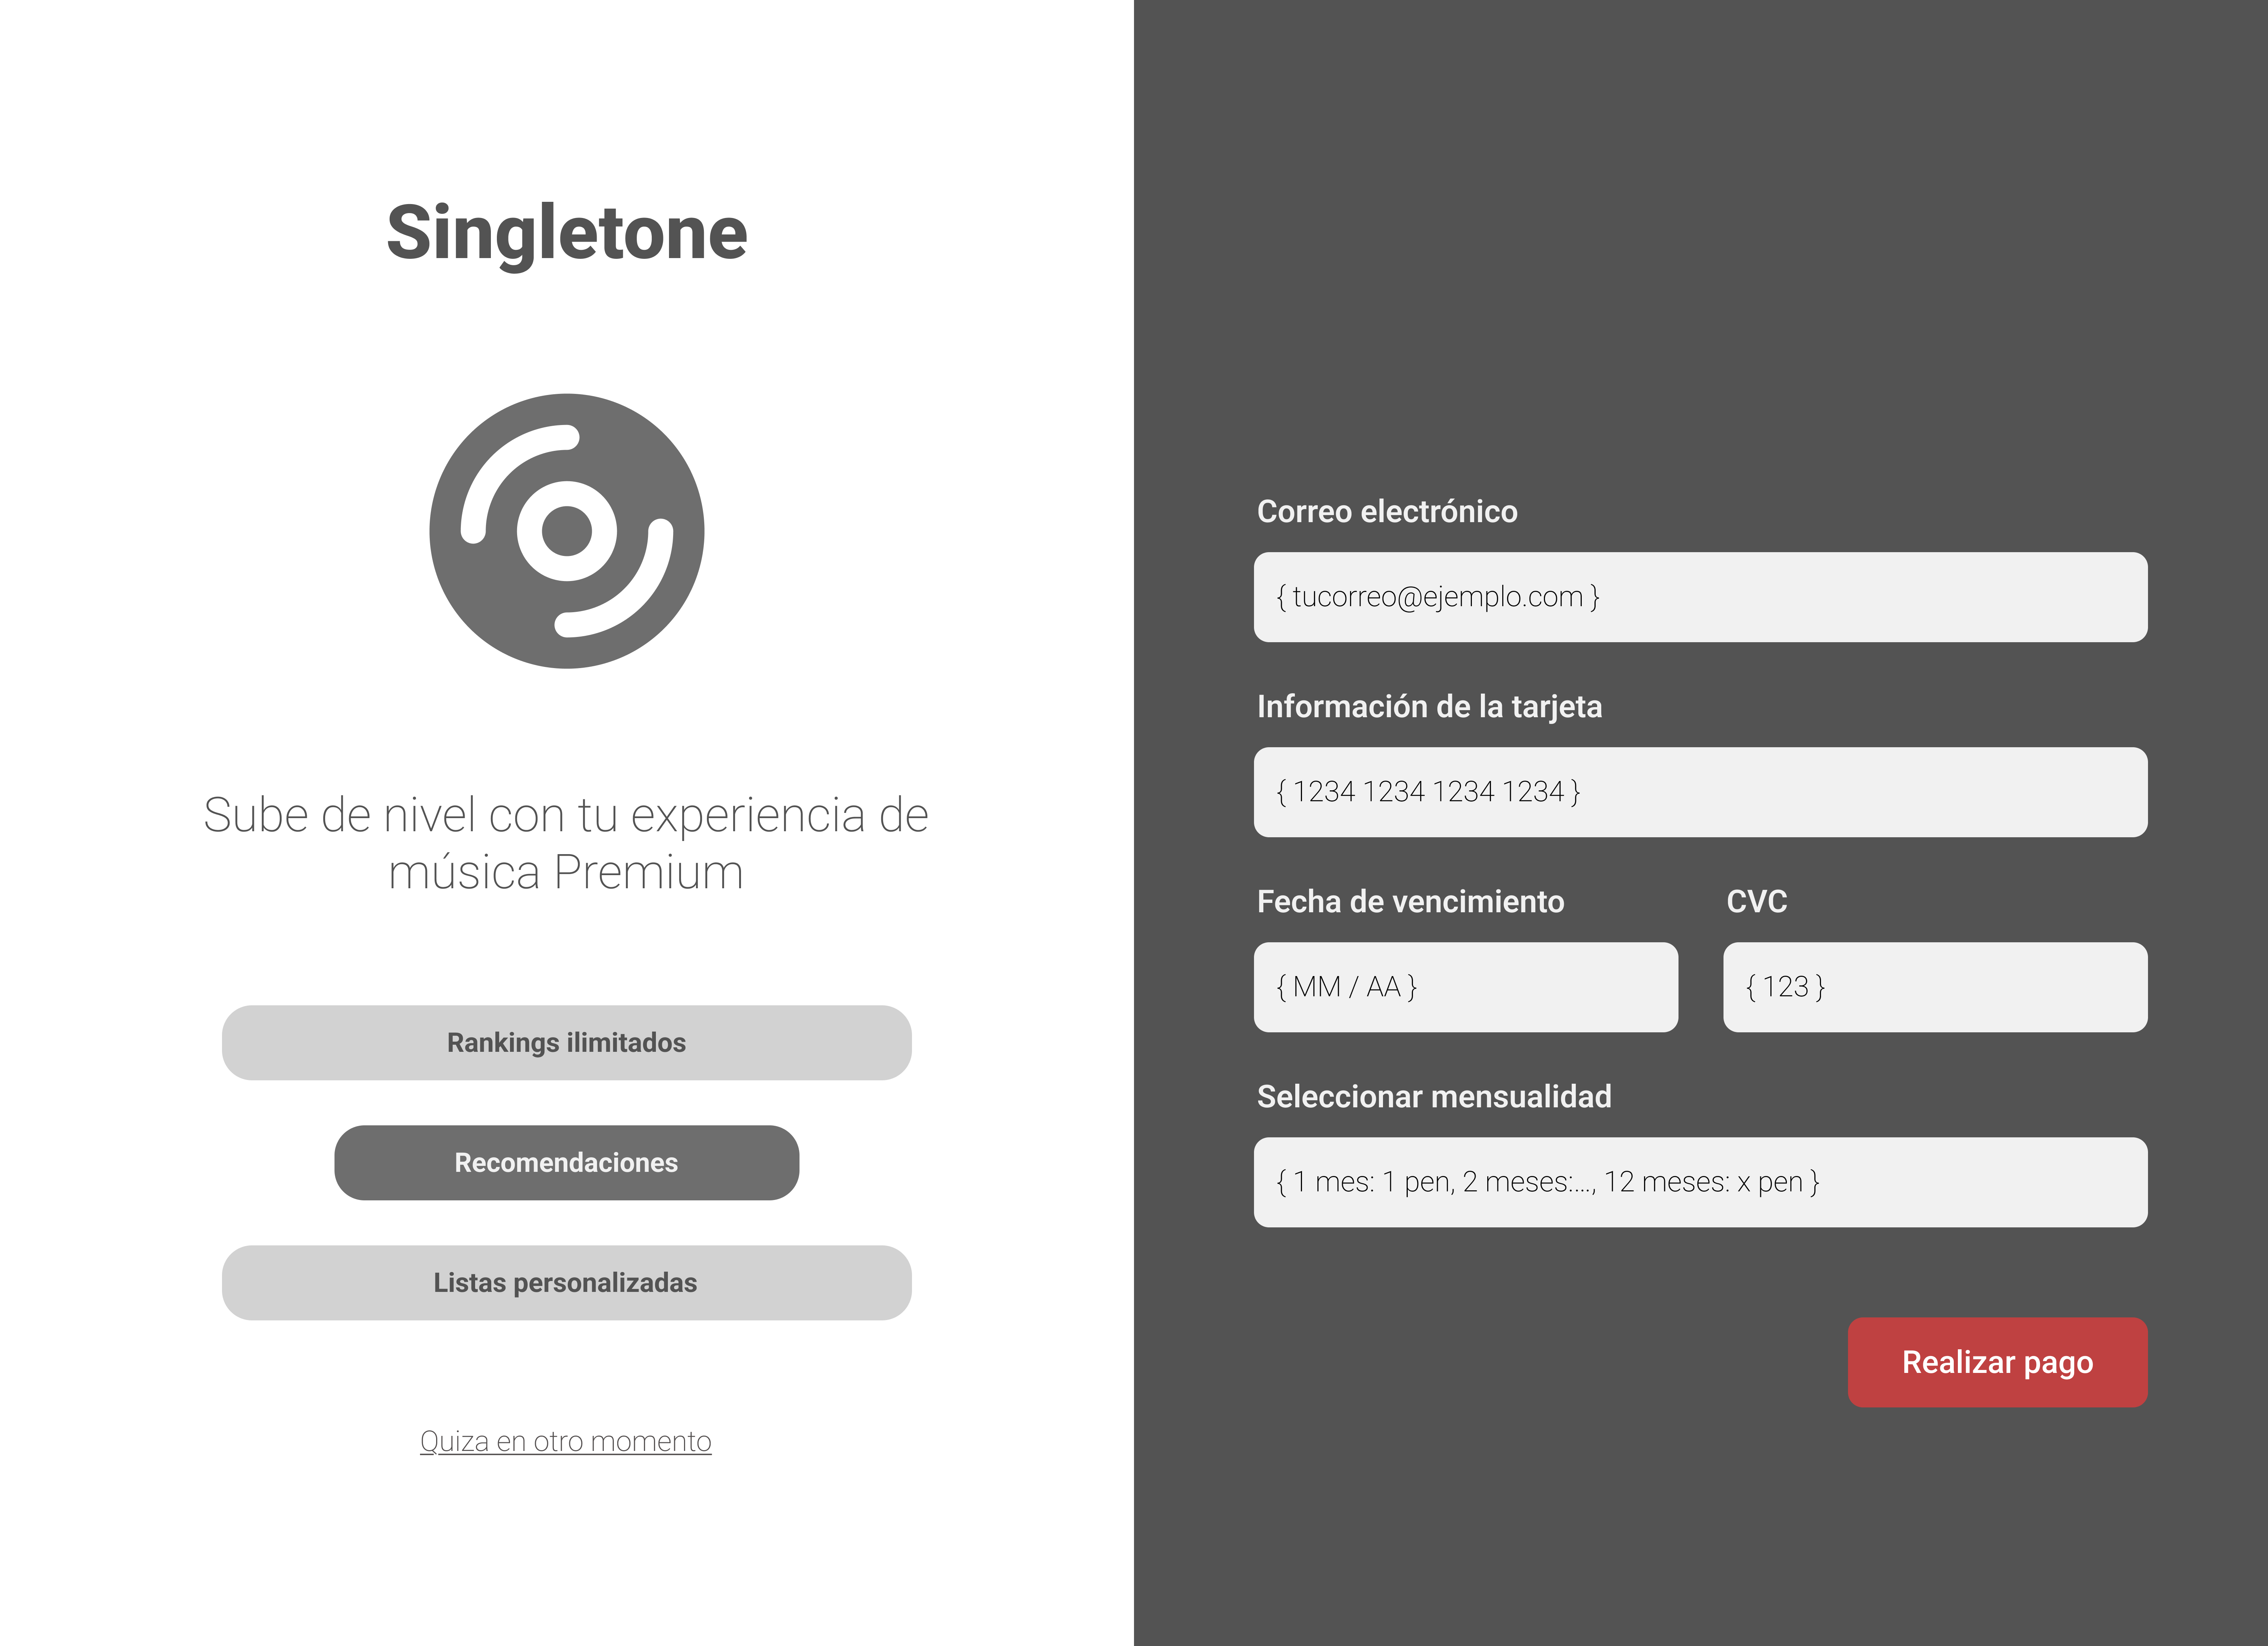 Singletone
Sube de nivel con tu experiencia de
música Premium
Rankings ilimitados
Recomendaciones
Listas personalizadas
Quiza en otro momento
Correo electrónico
{ tucorreo@ejemplo.com }
Información de la tarjeta
{ 1234 1234 1234 1234 }
Fecha de vencimiento
CVC
{ MM / AA }
{ 123 }
Seleccionar mensualidad
{ 1 mes: 1 pen, 2 meses:..., 12 meses: x pen }
Realizar pago